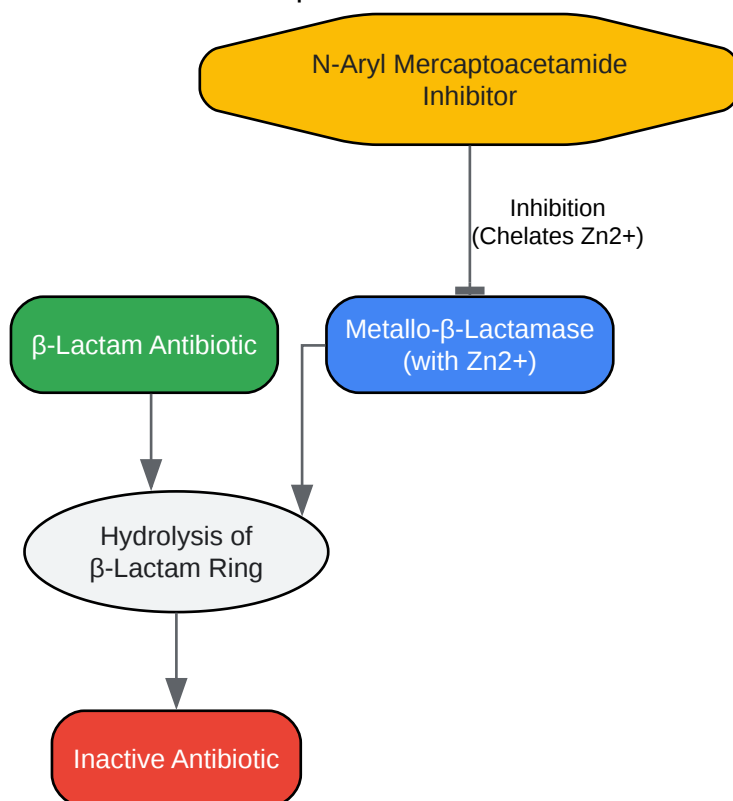 N-Aryl Mercaptoacetamide
Inhibitor
Inhibition
(Chelates Zn2+)
β-Lactam Antibiotic
Metallo-β-Lactamase
(with Zn2+)
Hydrolysis of
β-Lactam Ring
Inactive Antibiotic